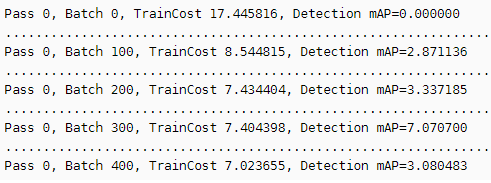 Pass 0, Batch 0, TrainCost 17.445816, Detection mAP=0.000000
...................................................................................................
Pass 0, Batch 100, TrainCost 8.544815, Detection mAP=2.871136
...................................................................................................
Pass 0, Batch 200, TrainCost 7.434404, Detection mAP=3.337185
...................................................................................................
Pass 0, Batch 300, TrainCost 7.404398, Detection mAP=7.070700
...................................................................................................
Pass 0, Batch 400, TrainCost 7.023655, Detection mAP=3.080483